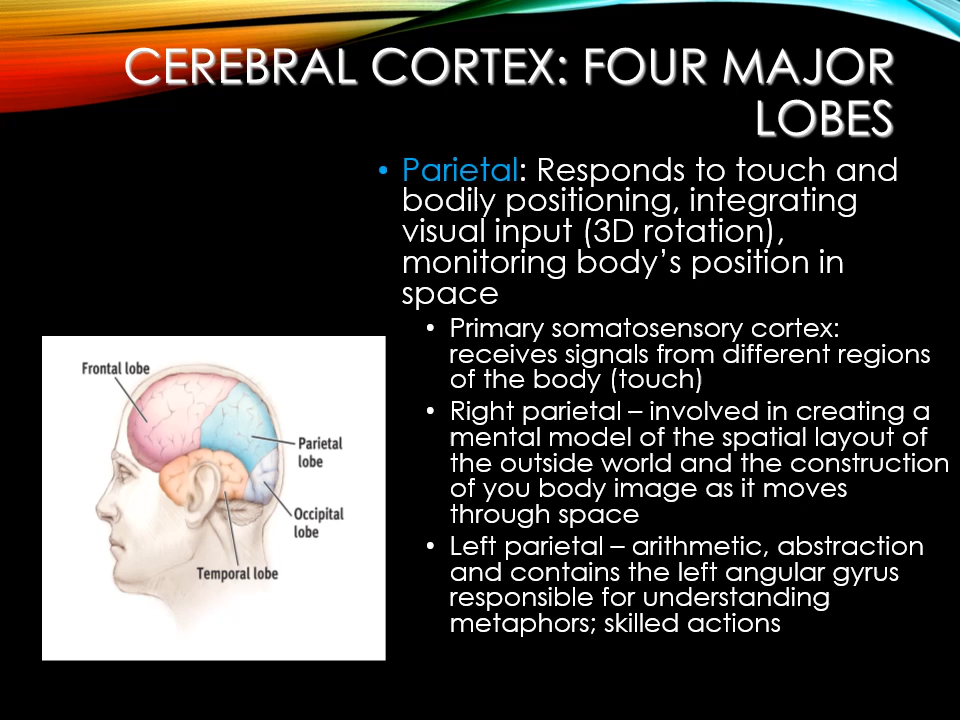 CEREBRAL CORTEX: FOUR MAJOR
LOBES
• Parietal: Responds to touch and
bodily positioning, integrating
visual input (3D rotation),
monitoring body’s position in
space
• Primary somatosensory cortex:
receives signals from different regions
of the body (touch)
• Right parietal – involved in creating a
mental model of the spatial layout of
the outside world and the construction
of you body image as it moves
through space
• Left parietal – arithmetic, abstraction
and contains the left angular gyrus
responsible for understanding
metaphors; skilled actions
Frontal lobe
Parietal
lobe
Occipital
lobe
Temporal lobe